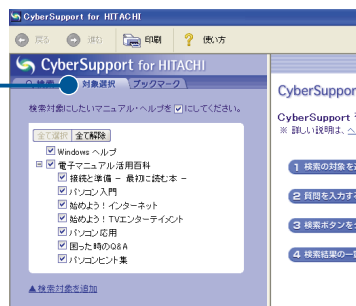 CyberSupport for HITACHI
戻る 進む 印刷 使い方
CyberSupport for HITACHI
検索 対象選択 ブックマーク
検索対象にしたいマニュアル・ヘルプを☑にしてください。
全て選択 全て解除
Windows ヘルプ
電子マニュアル活用百科
接続と準備 - 最初に読む本 -
パソコン入門
始めよう！インターネット
始めよう！TVエンターテインメント
パソコン応用
困った時のQ&A
パソコンヒント集
▲検索対象を追加
CyberSuppor
CyberSupport
※ 詳しい説明は、
1 検索の対象を
2 質問を入力す
3 検索ボタンを
4 検索結果の一